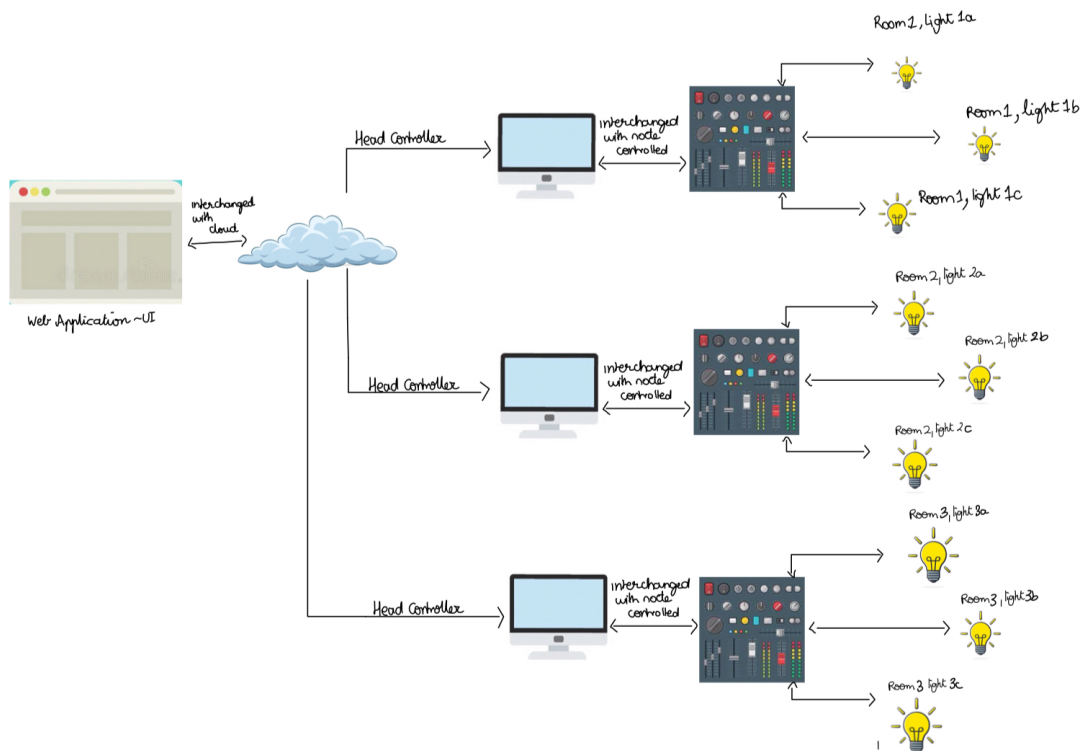 Room 1, light 1a
Room 1, light 1b
Room 1, light 1c
Head Controller
interchanged
with node
controlled
interchanged
with
cloud
Web Application ~UI
Room 2, light 2a
Room 2, light 2b
Room 2, light 2c
Head Controller
interchanged
with node
controlled
Room 3, light 3a
Room 3, light 3b
Room 3 light 3c
Head Controller
interchanged
with node
controlled